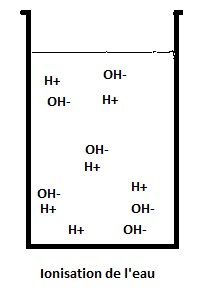 H+ OH-
OH- H+
OH-
H+
H+
OH-
H+ OH-
H+ OH-
Ionisation de l'eau